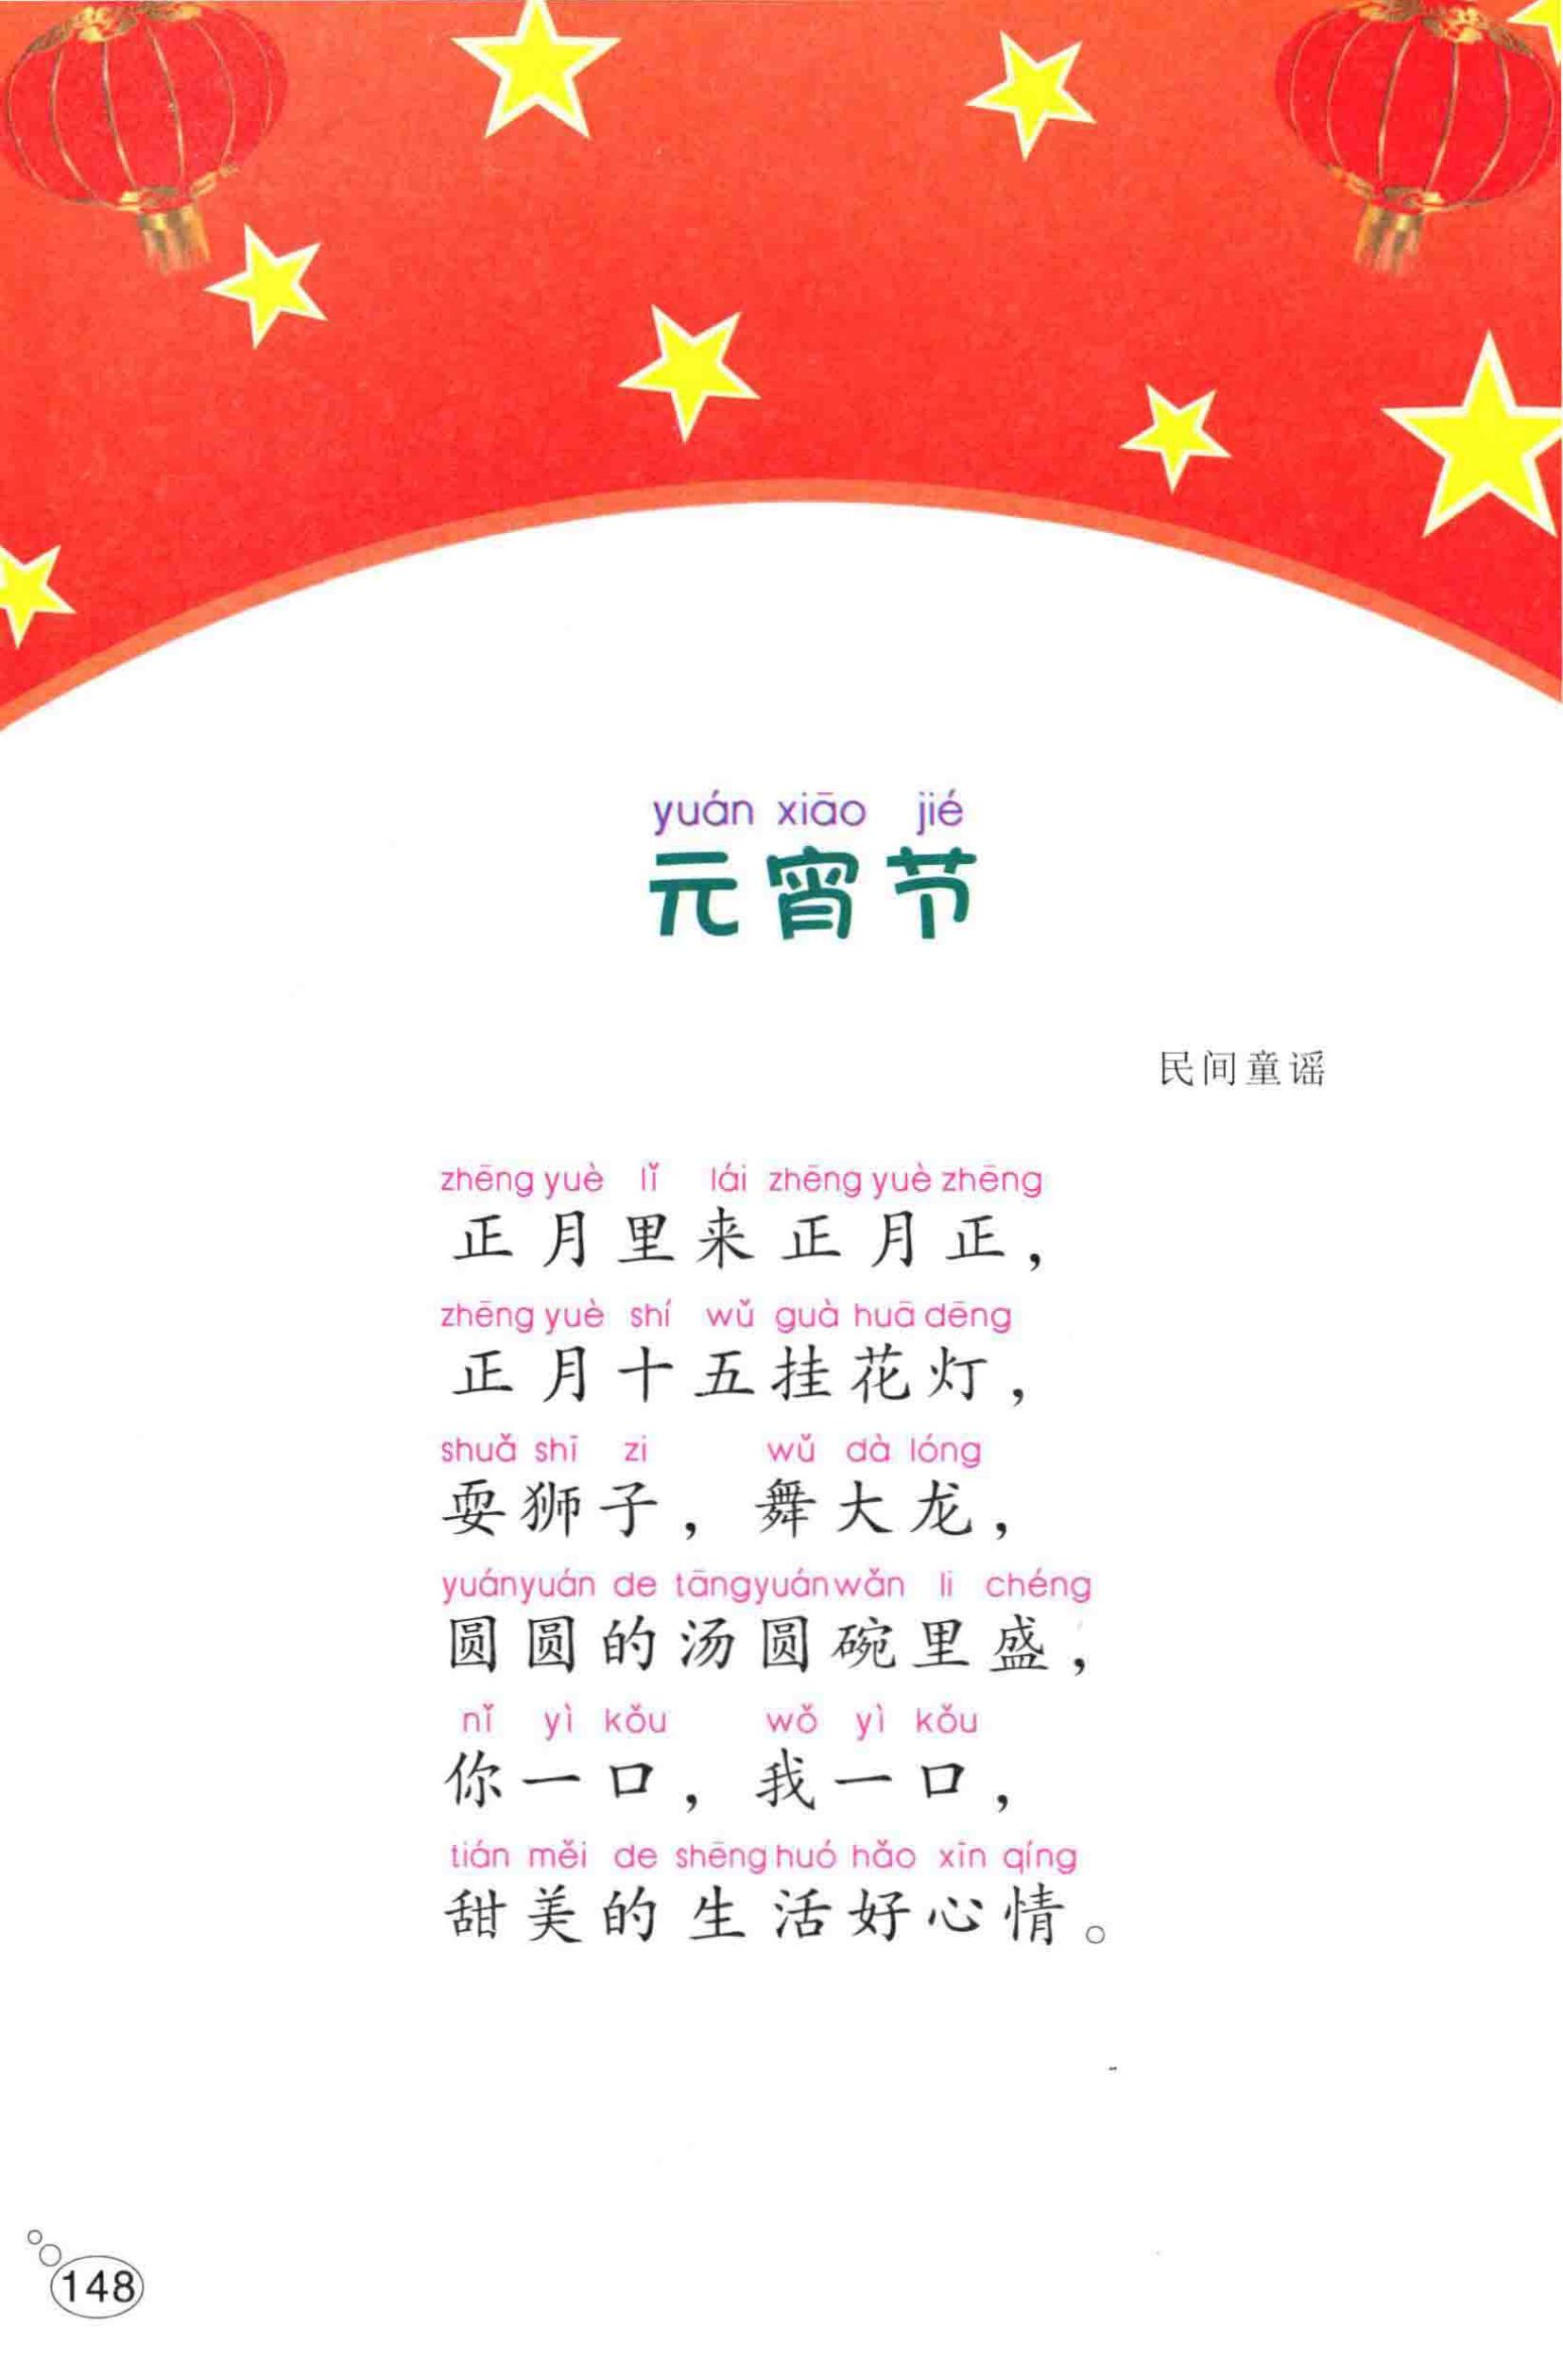 yuán xiāo jié
元宵节
民间童谣
zhēng yuè lǐ lái zhēng yuè zhēng
正月里来正月正，
zhēng yuè shí wǔ guà huā dēng
正月十五挂花灯，
shuǎ shī zi wǔ dà lóng
耍狮子，舞大龙，
yuányuán de tāngyuánwǎn li chéng
圆圆的汤圆碗里盛，
nǐ yì kǒu wǒ yì kǒu
你一口，我一口，
tián měi de shēng huó hǎo xīn qíng
甜美的生活好心情。
148